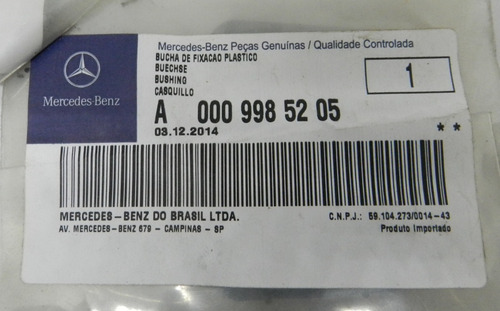 Mercedes-Benz Peças Genuínas / Qualidade Controlada
BUCHA DE FIXACAO PLASTICO
BUECHSE
BUSHING
CASQUILLO
1
Mercedes-Benz
A 000 998 52 05
03.12.2014
**
MERCEDES-BENZ DO BRASIL LTDA.
C.N.P.J.: 59.104.273/0014-43
AV. MERCEDES-BENZ 679 - CAMPINAS - SP
Produto Importado